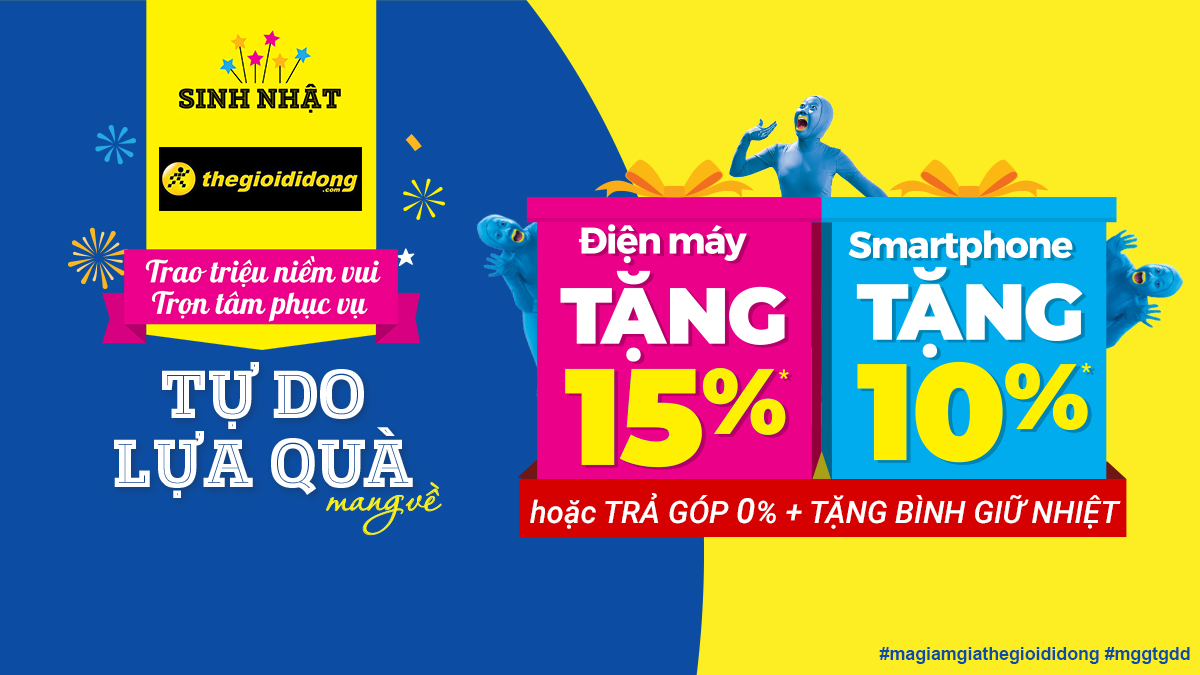 SINH NHẬT
thegioididong
.com
Trao triệu niềm vui
Trọn tâm phục vụ
TỰ DO
LỰA QUÀ
mang về
Điện máy
TẶNG
15%*
Smartphone
TẶNG
10%*
hoặc TRẢ GÓP 0% + TẶNG BÌNH GIỮ NHIỆT
#magiamgiathegioididong #mggtgdd